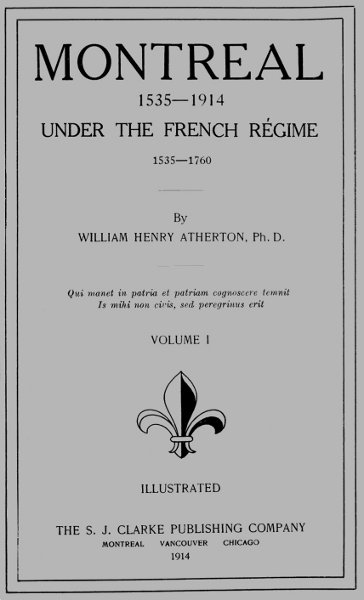 MONTREAL
1535—1914
UNDER THE FRENCH RÉGIME
1535—1760
By
WILLIAM HENRY ATHERTON, Ph. D.
Qui manet in patria et patriam cognoscere temnit
Is mihi non civis, sed peregrinus erit
VOLUME I
ILLUSTRATED
THE S. J. CLARKE PUBLISHING COMPANY
MONTREAL VANCOUVER CHICAGO
1914